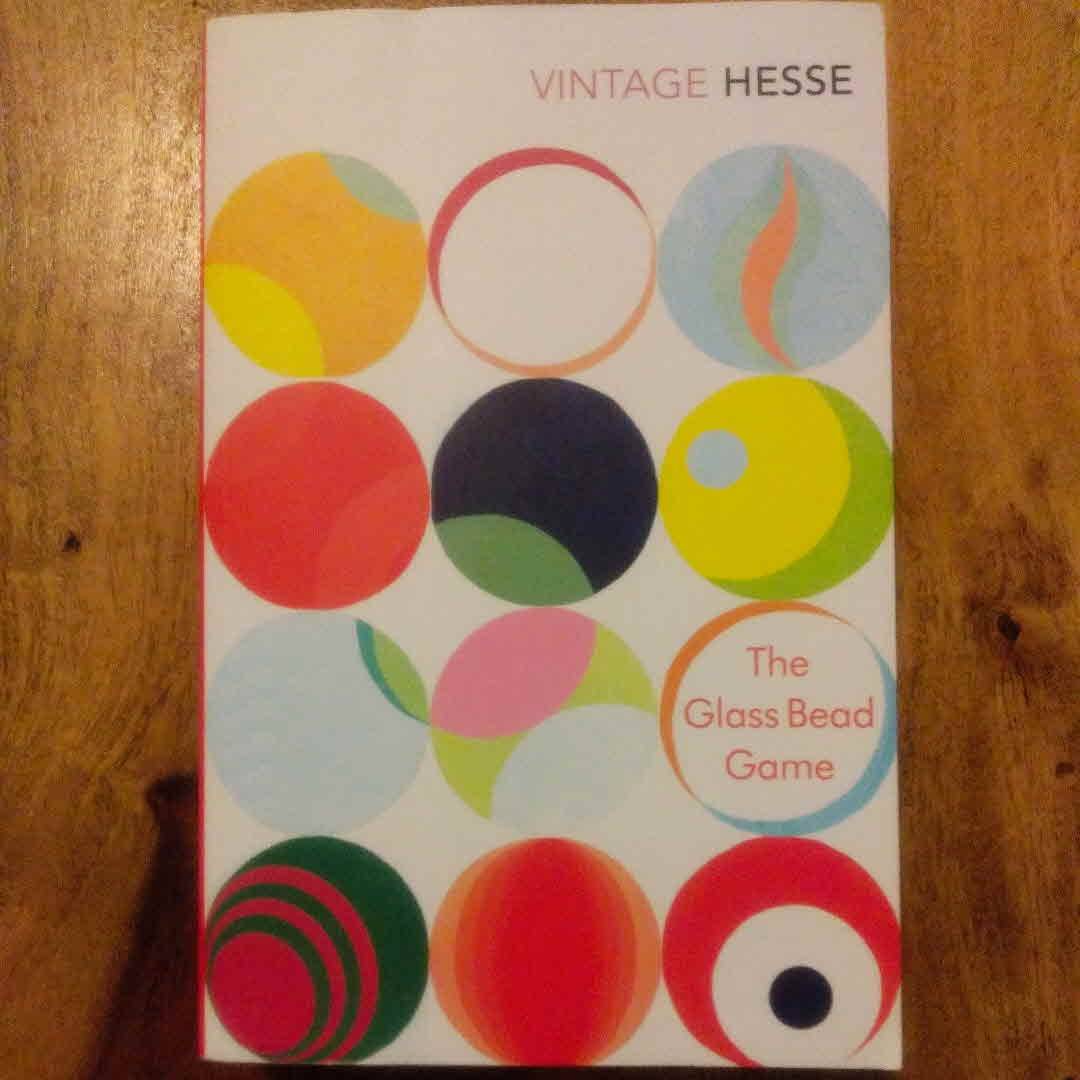 VINTAGE HESSE
The
Glass Bead
Game